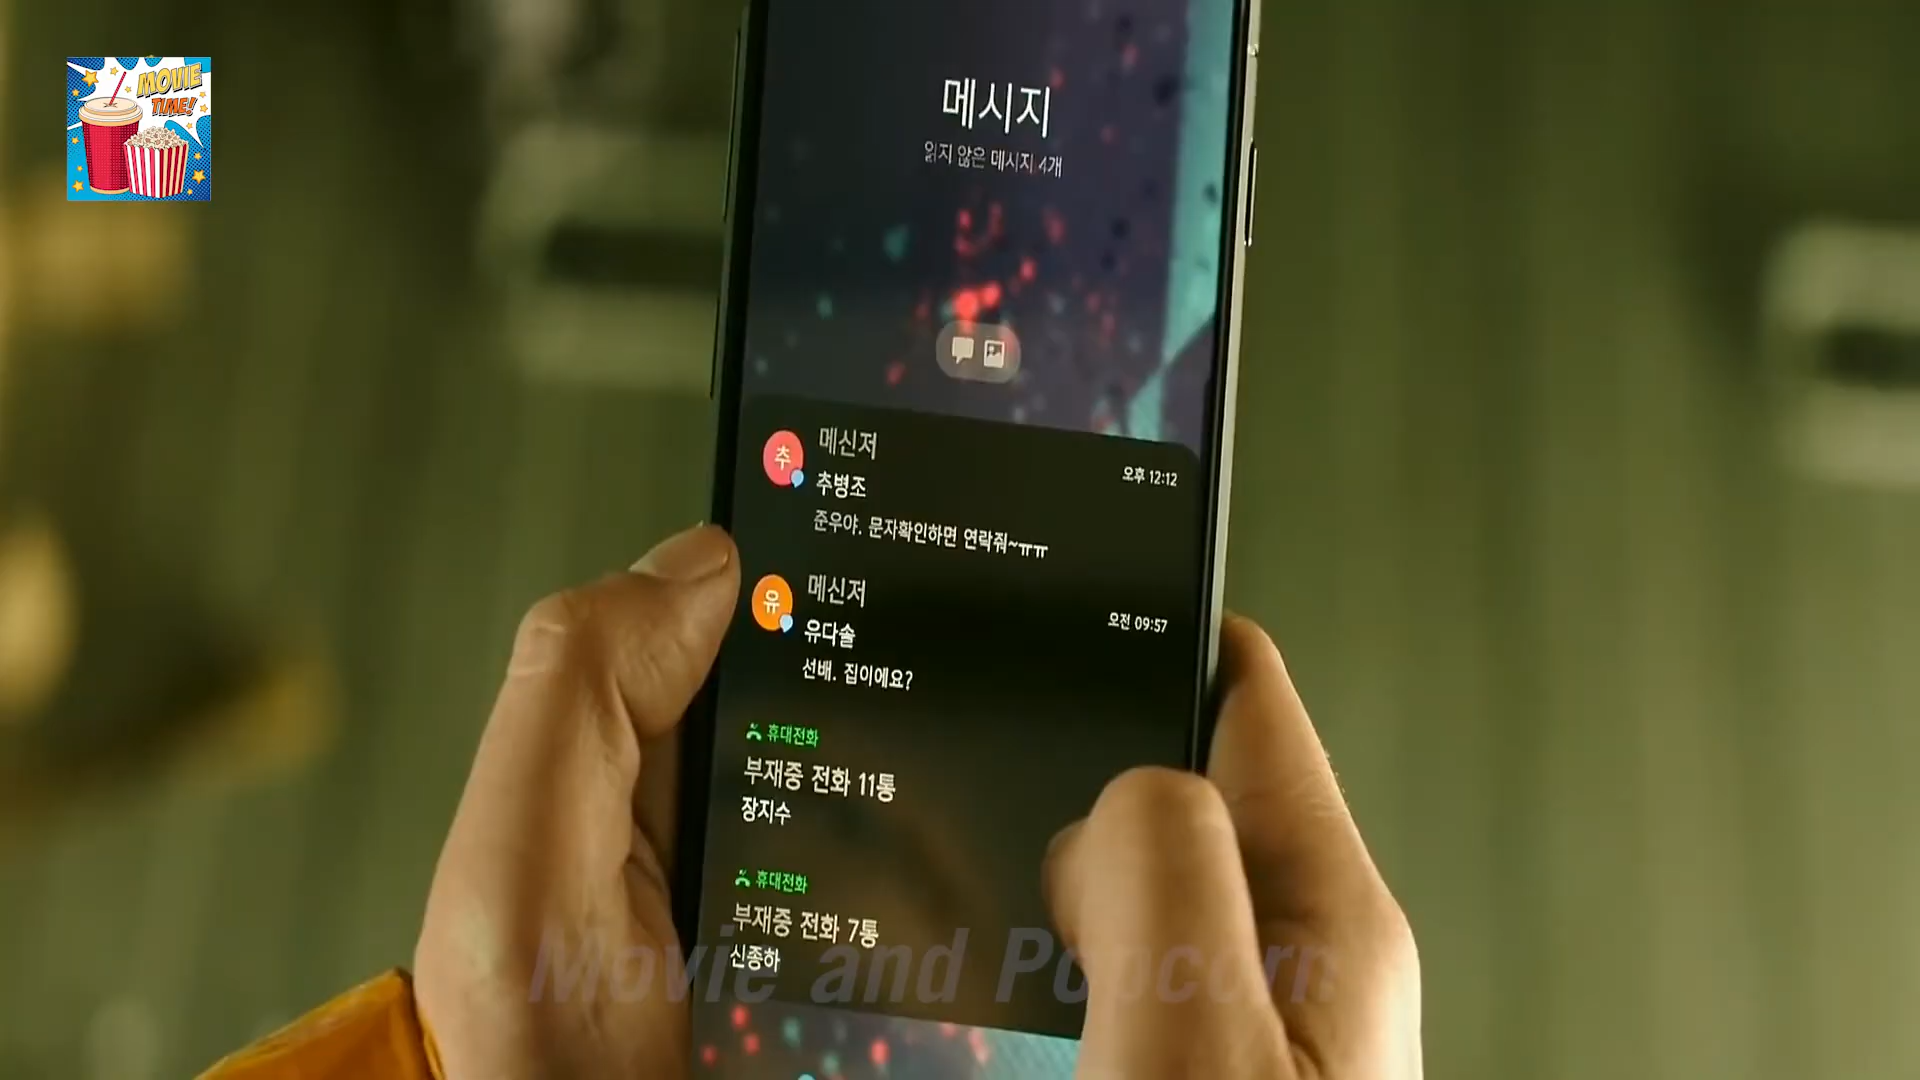 MOVIE
TIME!
메시지
읽지 않은 메시지 4개
추
메신저
오후 12:12
추병조
준우야. 문자확인하면 연락줘~ㅠㅠ
유
메신저
오전 09:57
유다솔
선배. 집이에요?
휴대전화
부재중 전화 11통
장지수
휴대전화
부재중 전화 7통
신종하
Movie and Popcorn